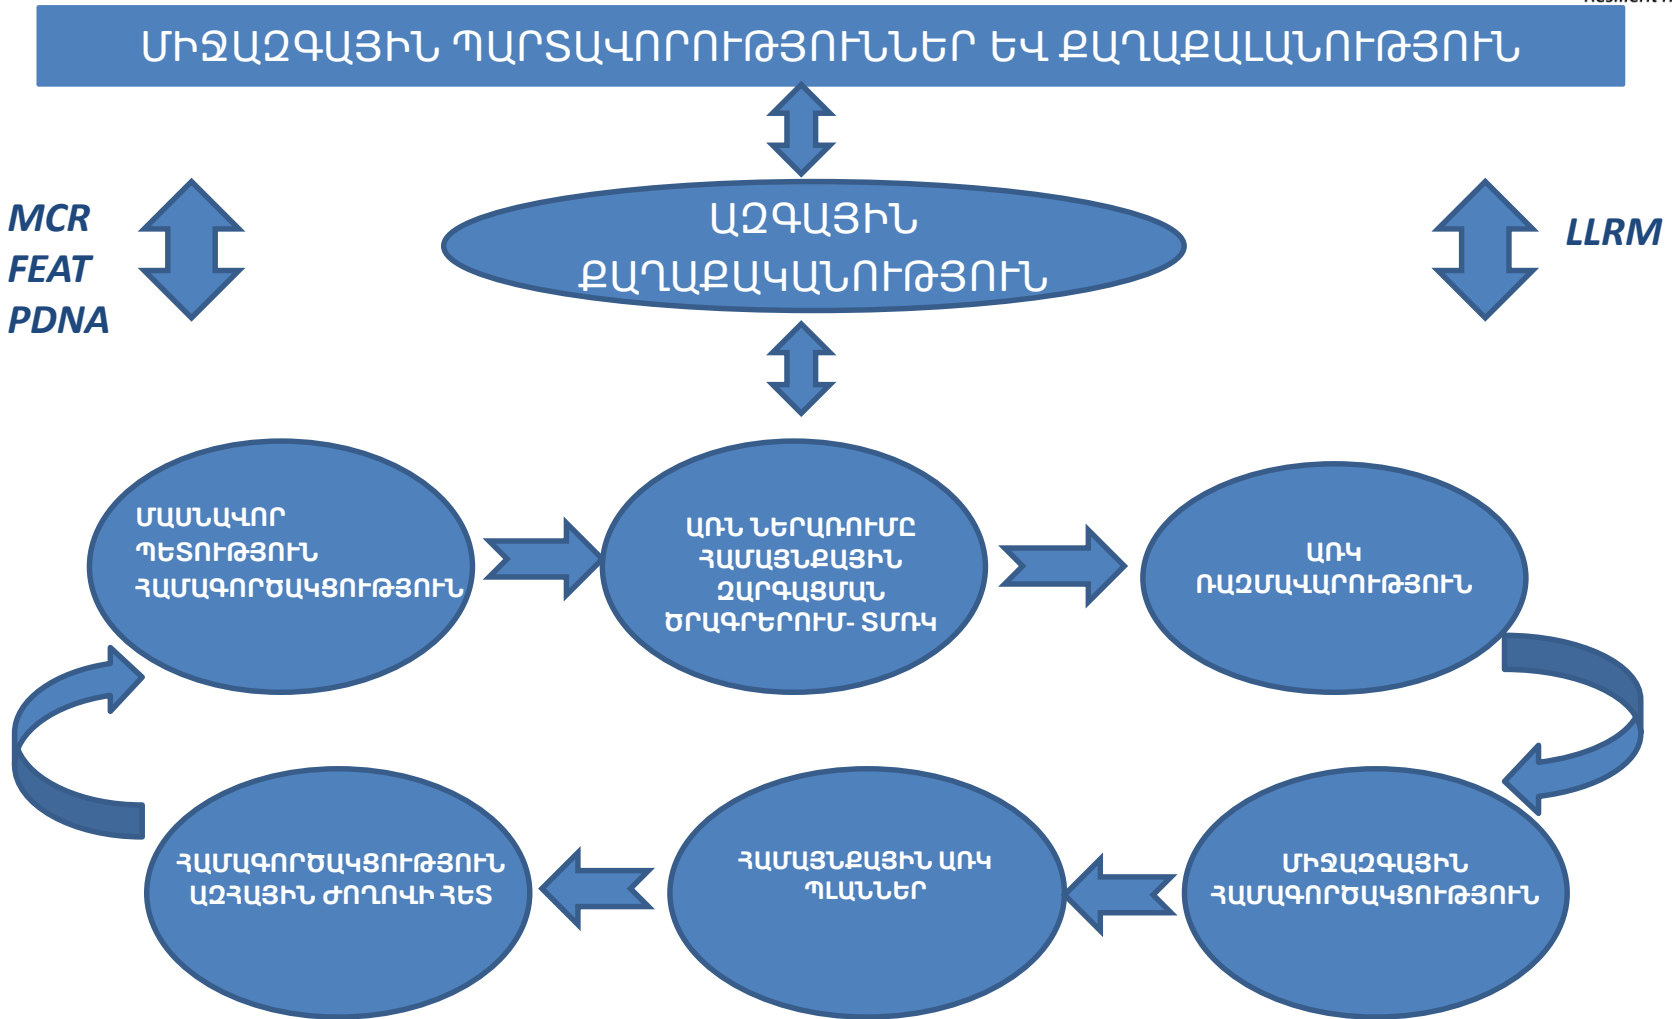 ՄԻՋԱԶԳԱՅԻՆ ՊԱՐՏԱՎՈՐՈՒԹՅՈՒՆՆԵՐ ԵՎ ՔԱՂԱՔԱԼԱՆՈՒԹՅՈՒՆ
MCR
FEAT
PDNA
ԱԶԳԱՅԻՆ
ՔԱՂԱՔԱԿԱՆՈՒԹՅՈՒՆ
LLRM
ՄԱՍՆԱՎՈՐ
ՊԵՏՈՒԹՅՈՒՆ
ՀԱՄԱԳՈՐԾԱԿՑՈՒԹՅՈՒՆ
ԱՌՆ ՆԵՐԱՌՈՒՄԸ
ՀԱՄԱՅՆՔԱՅԻՆ
ԶԱՐԳԱՑՄԱՆ
ԾՐԱԳՐԵՐՈՒՄ- ՏՄՌԿ
ԱՌԿ
ՌԱԶՄԱՎԱՐՈՒԹՅՈՒՆ
ՀԱՄԱԳՈՐԾԱԿՑՈՒԹՅՈՒՆ
ԱԶՀԱՅԻՆ ԺՈՂՈՎԻ ՀԵՏ
ՀԱՄԱՅՆՔԱՅԻՆ ԱՌԿ
ՊԼԱՆՆԵՐ
ՄԻՋԱԶԳԱՅԻՆ
ՀԱՄԱԳՈՐԾԱԿՑՈՒԹՅՈՒՆ